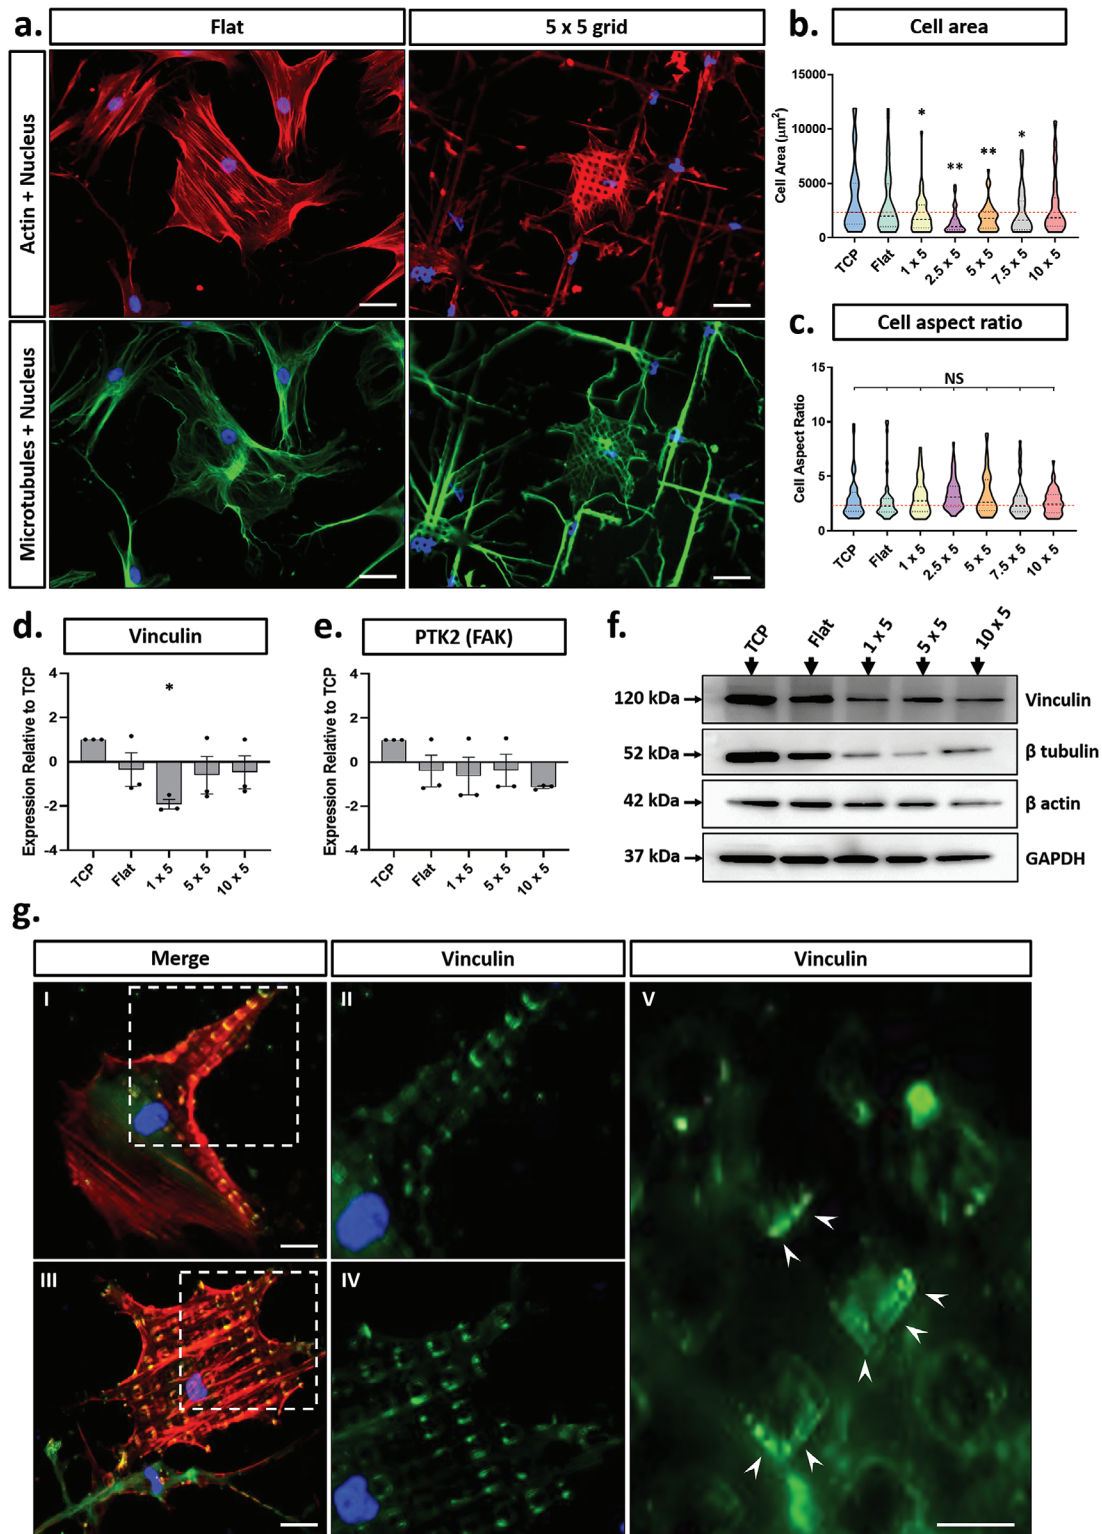 a.
Flat
5 x 5 grid
Actin + Nucleus
Microtubules + Nucleus
b.
Cell area
Cell Area (μm²)
15000
10000
5000
0
*
**
**
*
TCP
Flat
1 x 5
2.5 x 5
5 x 5
7.5 x 5
10 x 5
c.
Cell aspect ratio
Cell Aspect Ratio
15
10
5
0
NS
TCP
Flat
1 x 5
2.5 x 5
5 x 5
7.5 x 5
10 x 5
d.
Vinculin
Expression Relative to TCP
4
2
0
-2
-4
*
TCP
Flat
1 x 5
5 x 5
10 x 5
e.
PTK2 (FAK)
Expression Relative to TCP
4
2
0
-2
-4
TCP
Flat
1 x 5
5 x 5
10 x 5
f.
TCP
Flat
1 x 5
5 x 5
10 x 5
120 kDa
Vinculin
52 kDa
β tubulin
42 kDa
β actin
37 kDa
GAPDH
g.
Merge
Vinculin
Vinculin
I
II
V
III
IV